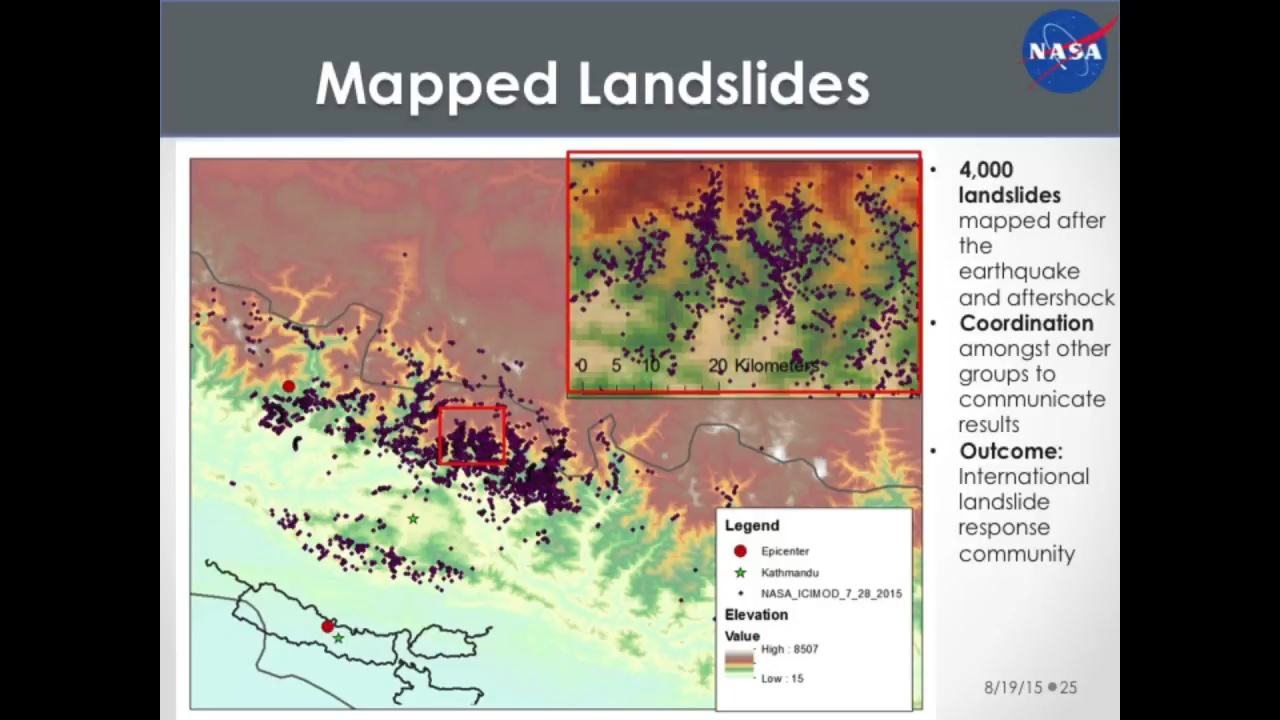 NASA
Mapped Landslides
0 5 10 20 Kilometers
• 4,000
landslides
mapped after
the
earthquake
and aftershock
• Coordination
amongst other
groups to
communicate
results
• Outcome:
International
landslide
response
community
Legend
Epicenter
Kathmandu
NASA_ICIMOD_7_28_2015
Elevation
Value
High : 8507
Low : 15
8/19/15 ● 25